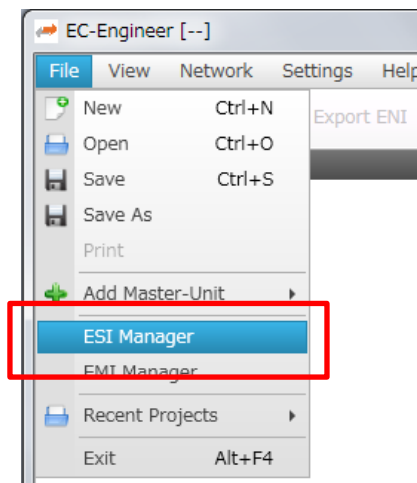 EC-Engineer [--]
File View Network Settings Help
New Ctrl+N
Export ENI
Open Ctrl+O
Save Ctrl+S
Save As
Print
Add Master-Unit
ESI Manager
EMI Manager
Recent Projects
Exit Alt+F4